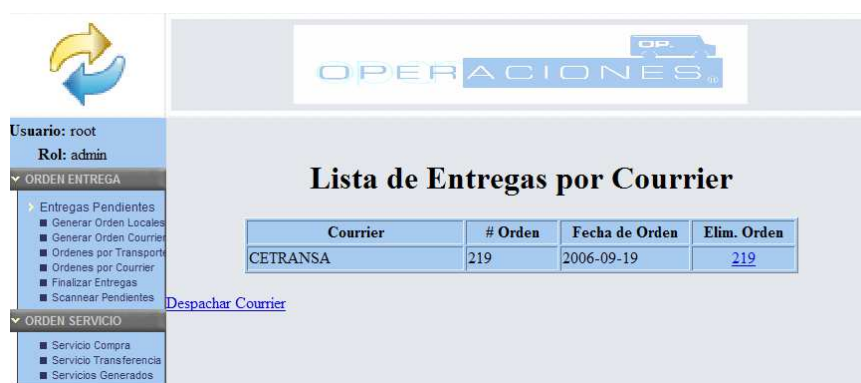 OP.
OPERACIONES
Usuario: root
Rol: admin
ORDEN ENTREGA
Entregas Pendientes
Generar Orden Locales
Generar Orden Courrier
Ordenes por Transporte
Ordenes por Courrier
Finalizar Entregas
Scannear Pendientes
ORDEN SERVICIO
Servicio Compra
Servicio Transferencia
Servicios Generados
Lista de Entregas por Courrier
Courrier # Orden Fecha de Orden Elim. Orden
CETRANSA 219 2006-09-19 219
Despachar Courrier